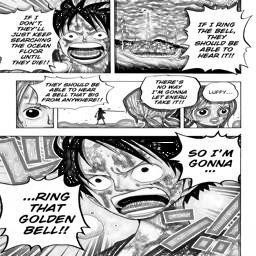 IF I RING
THE BELL,
THEY
SHOULD BE
ABLE TO
HEAR IT!!
IF I
DON'T,
THEY'LL
JUST KEEP
SEARCHING
THE OCEAN
FLOOR
UNTIL
THEY DIE!!
LUFFY...
THERE'S
NO WAY
I'M GONNA
LET ENERU
TAKE IT!!
THEY SHOULD BE
ABLE TO HEAR
A BELL THAT BIG
FROM ANYWHERE!!
SO I'M
GONNA
...
...RING
THAT
GOLDEN
BELL!!